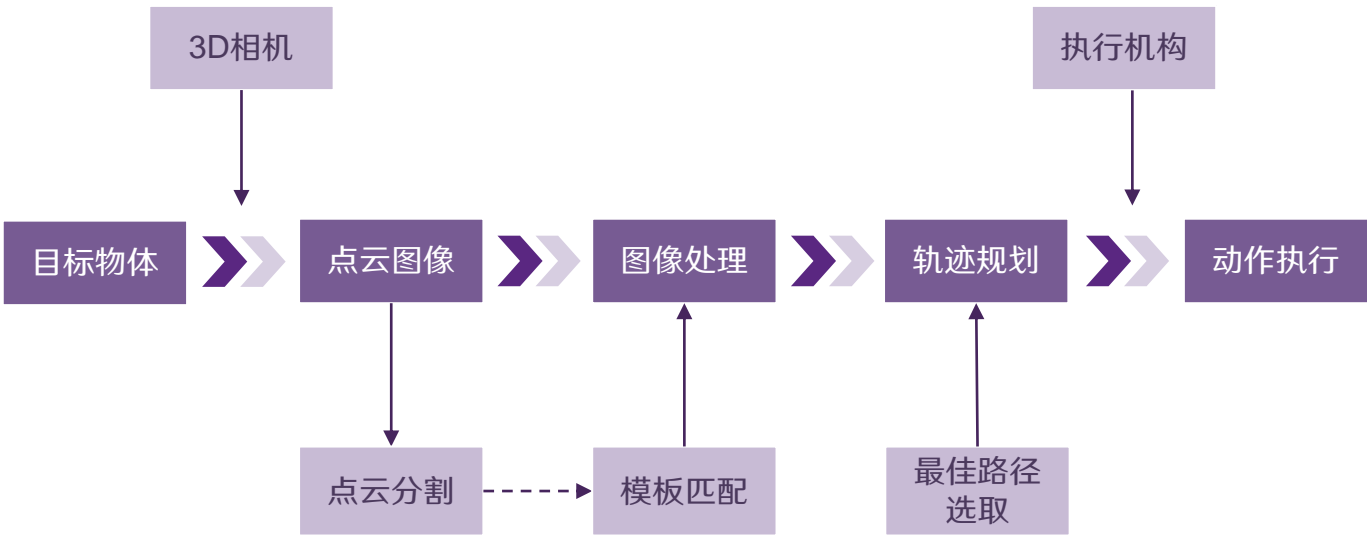 3D相机
执行机构
目标物体
点云图像
图像处理
轨迹规划
动作执行
点云分割
模板匹配
最佳路径
选取